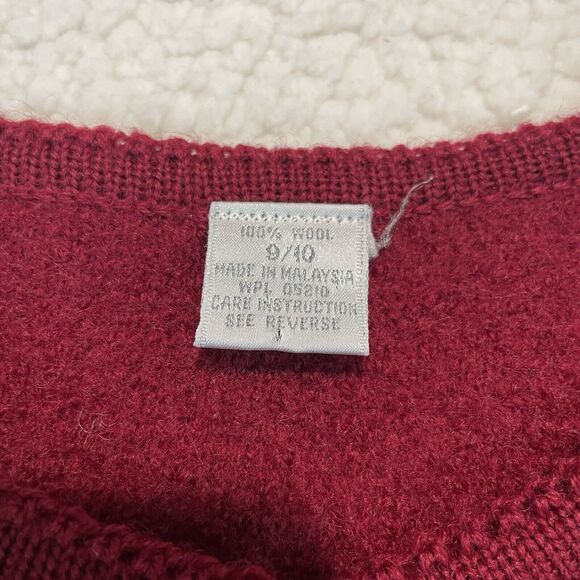 100% WOOL
9/10
MADE IN MALAYSIA
WPL 05210
CARE INSTRUCTION
SEE REVERSE